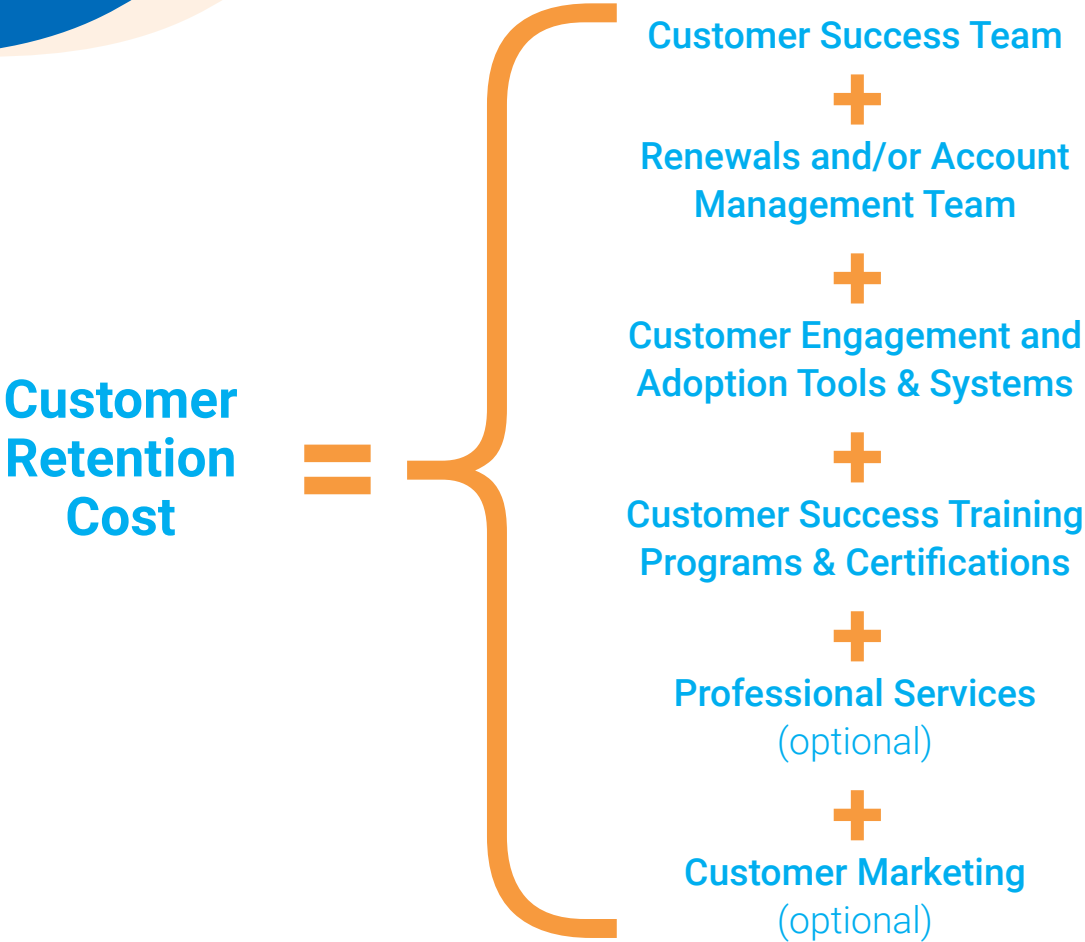 Customer
Retention
Cost
=
Customer Success Team
+
Renewals and/or Account
Management Team
+
Customer Engagement and
Adoption Tools & Systems
+
Customer Success Training
Programs & Certifications
+
Professional Services
(optional)
+
Customer Marketing
(optional)